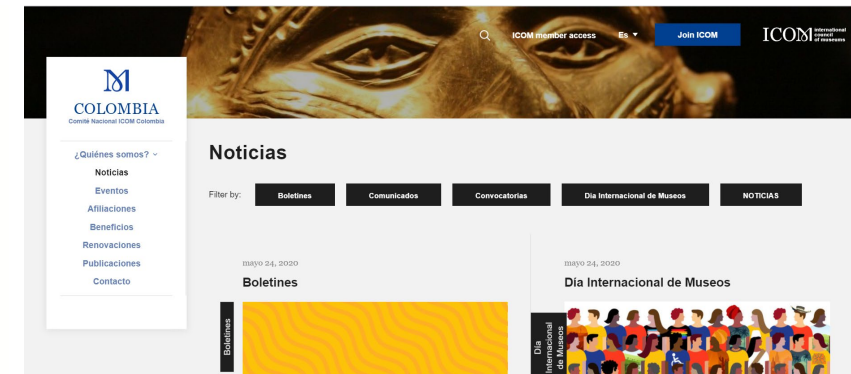 ICOM member access
Es
Join ICOM
ICOM international council of museums
M
COLOMBIA
Comité Nacional ICOM Colombia
¿Quiénes somos?
Noticias
Eventos
Afiliaciones
Beneficios
Renovaciones
Publicaciones
Contacto
Noticias
Filter by:
Boletines
Comunicados
Convocatorias
Dia Internacional de Museos
NOTICIAS
mayo 24, 2020
Boletines
Boletines
mayo 24, 2020
Día Internacional de Museos
Día
Internacional
de Museos